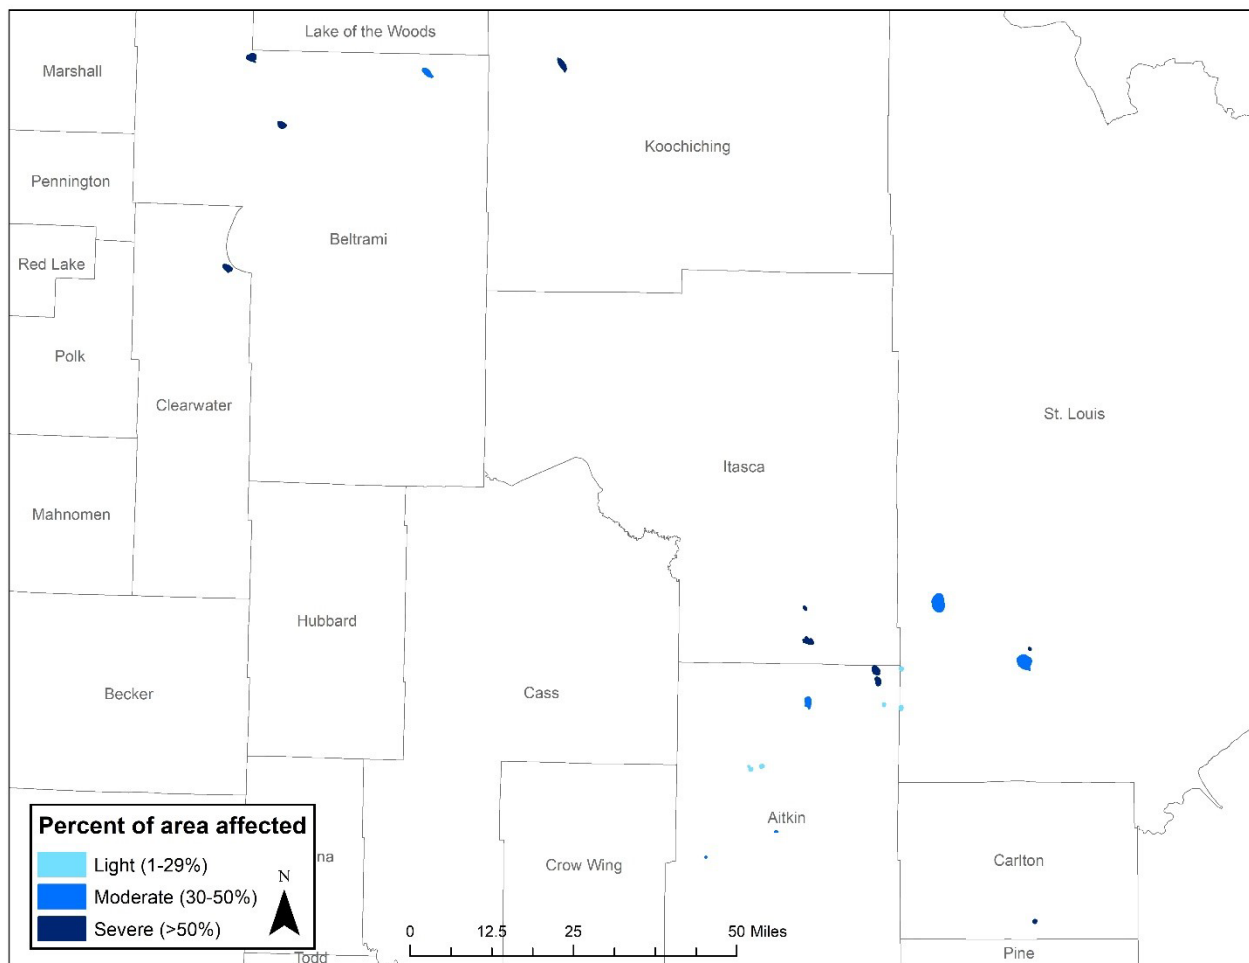 Lake of the Woods
Marshall
Koochiching
Pennington
Beltrami
Red Lake
Polk
Clearwater
St. Louis
Itasca
Mahnomen
Hubbard
Becker
Cass
Aitkin
Crow Wing
Carlton
na
Todd
Pine
Percent of area affected
Light (1-29%)
Moderate (30-50%)
Severe (>50%)
N
0 12.5 25 50 Miles